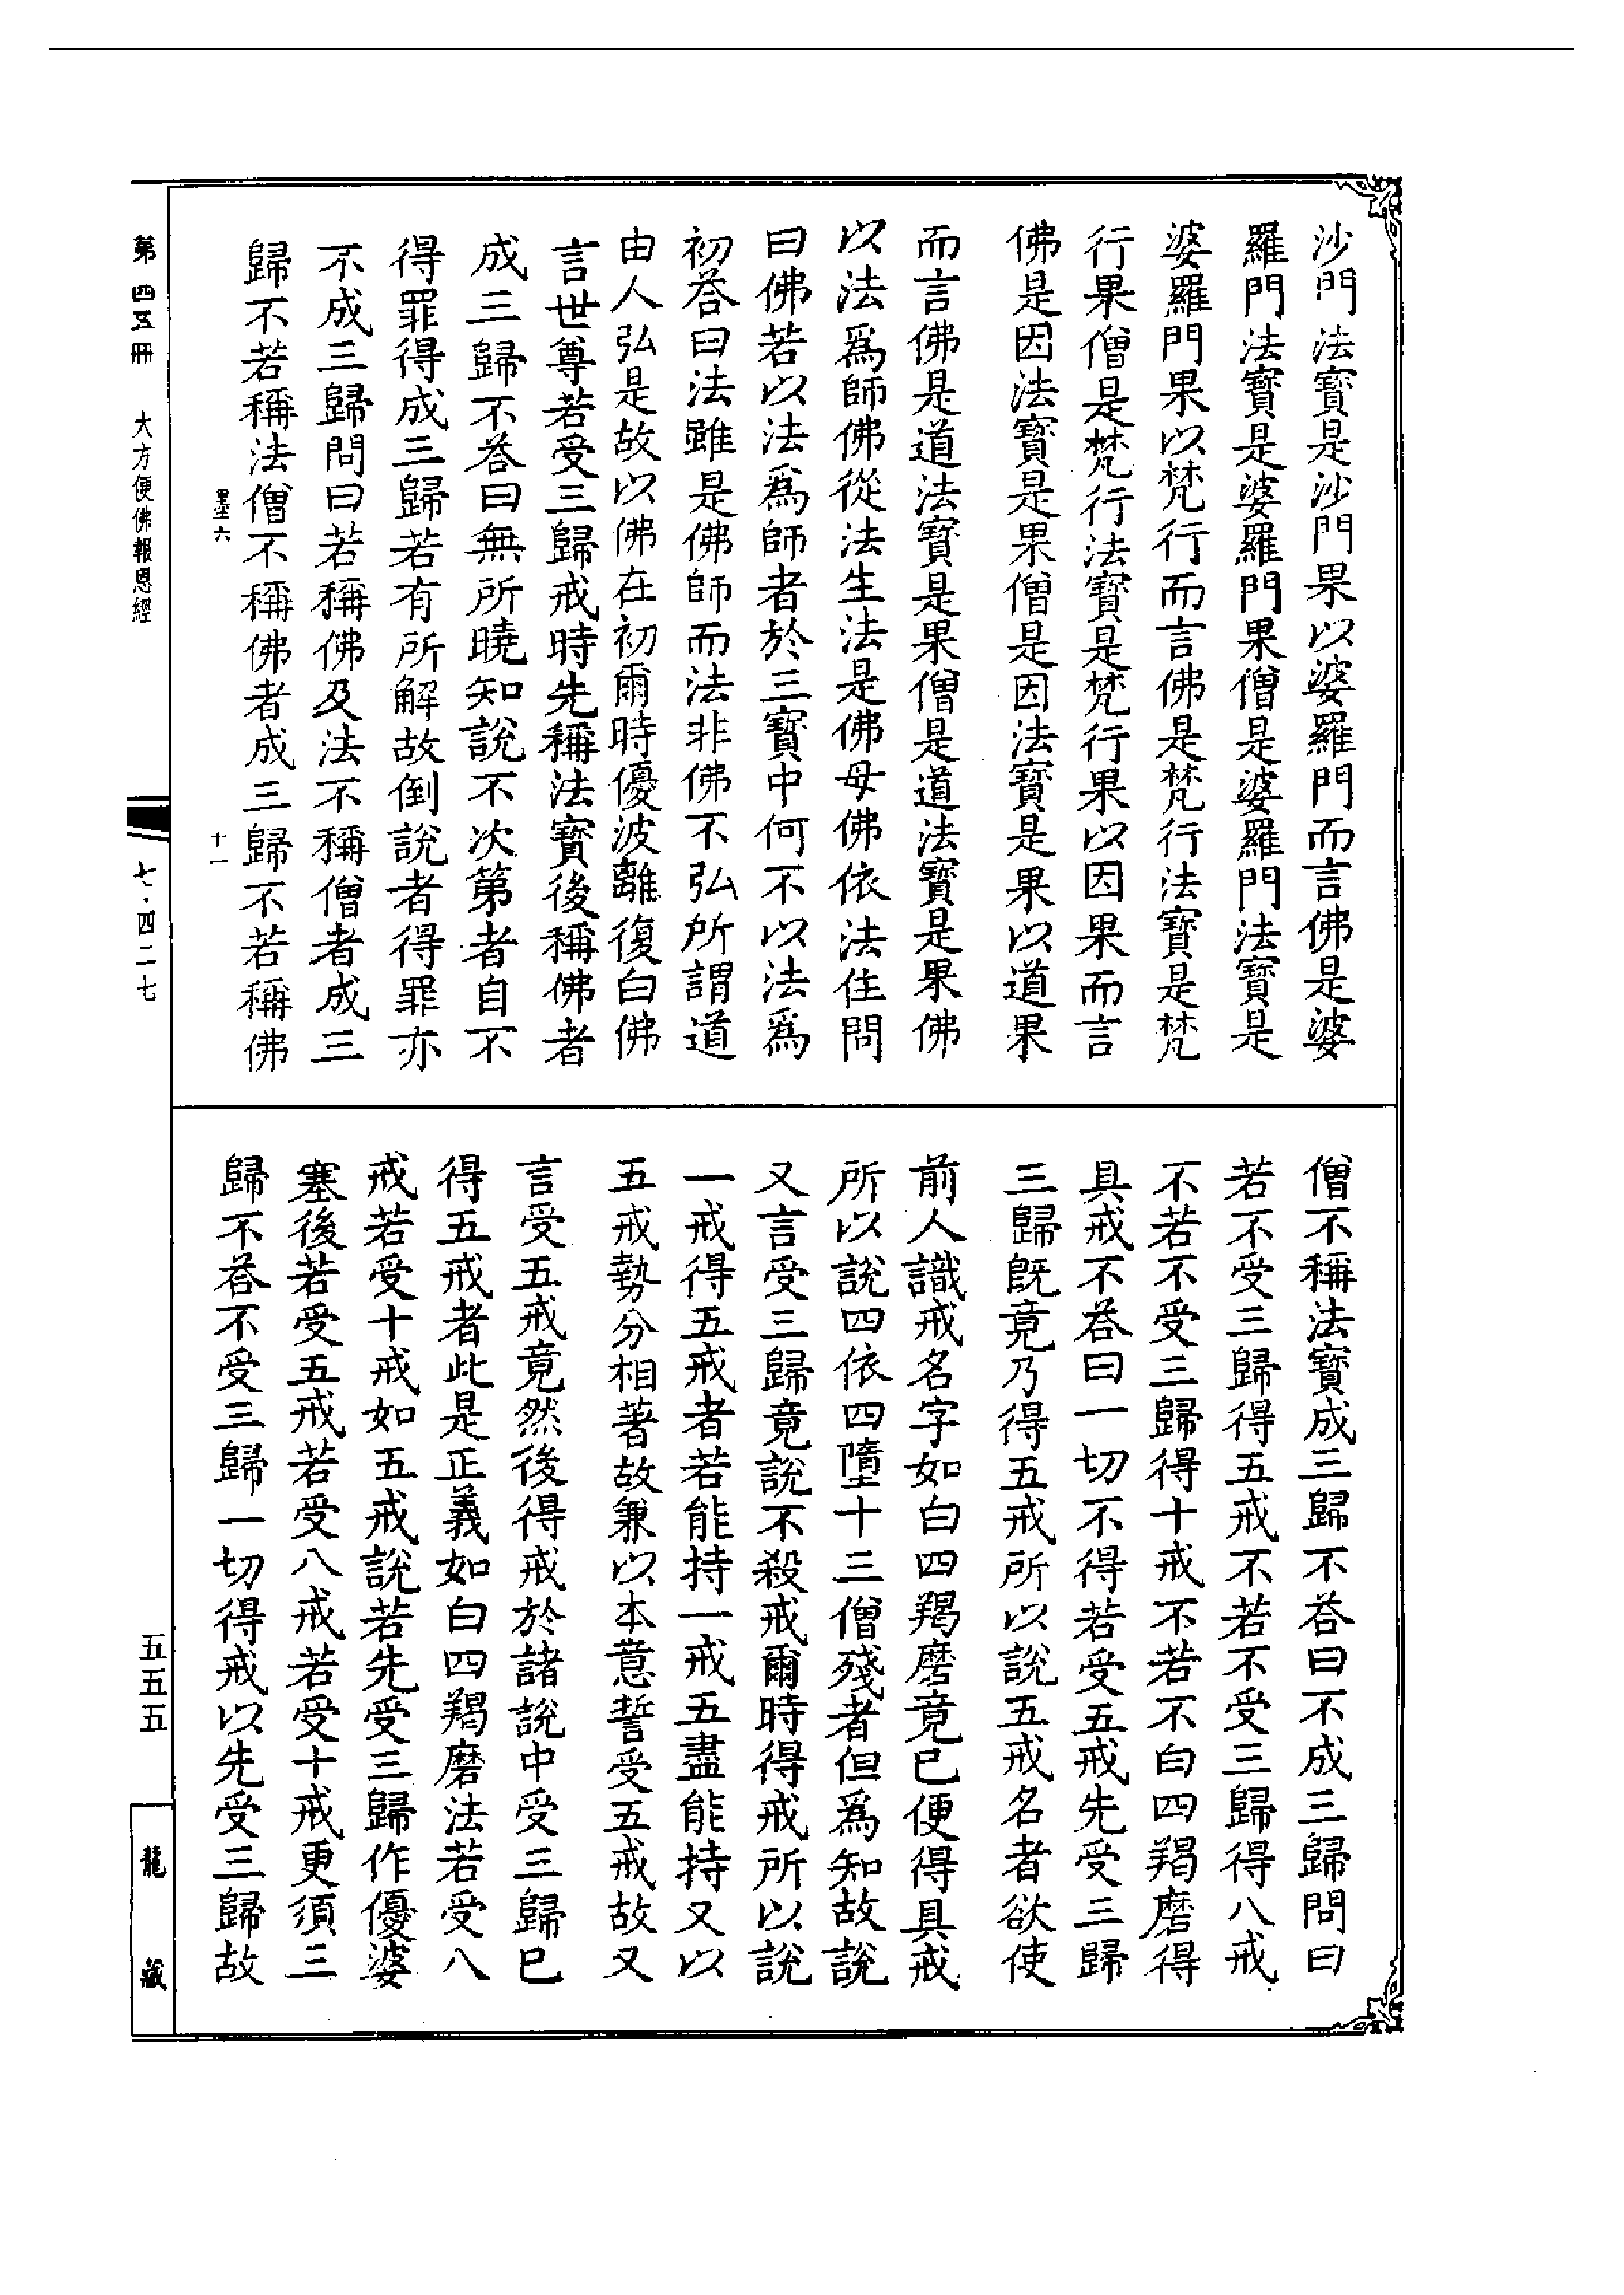 沙門法寶是沙門果以婆羅門而言佛是婆
羅門法寶是婆羅門果僧是婆羅門法寶是
婆羅門果以梵行而言佛是梵行法寶是梵
行果僧是梵行法寶是梵行果以因果而言
佛是因法寶是果僧是因法寶是果以道果
而言佛是道法寶是果僧是道法寶是果佛
以法爲師佛從法生法是佛母佛依法住問
曰佛若以法爲師者於三寶中何不以法爲
初荅曰法雖是佛師而法非佛不弘所謂道
由人弘是故以佛在初爾時優波離復白佛
言世尊若受三歸戒時先稱法寶後稱佛者
成三歸不荅曰無所曉知說不次第者自不
得罪得成三歸若有所解故倒說者得罪亦
不成三歸問曰若稱佛及法不稱僧者成三
歸不若稱法僧不稱佛者成三歸不若稱佛
僧不稱法寶成三歸不荅曰不成三歸問曰
若不受三歸得五戒不若不受三歸得八戒
不若不受三歸得十戒不若不白四羯磨得
具戒不荅曰一切不得若受五戒先受三歸
三歸旣竟乃得五戒所以說五戒名者欲使
前人識戒名字如白四羯磨竟已便得具戒
所以說四依四墮十三僧殘者但爲知故說
又言受三歸竟說不殺戒爾時得戒所以說
一戒得五戒者若能持一戒五盡能持又以
五戒勢分相著故兼以本意誓受五戒故又
言受五戒竟然後得戒於諸說中受三歸已
得五戒者此是正義如白四羯磨法若受八
戒若受十戒如五戒說若先受三歸作優婆
塞後若受五戒若受八戒若受十戒更須三
歸不荅不受三歸一切得戒以先受三歸故
墨六
十一
第四五冊 大方便佛報恩經 七·四二七
五五五
龍藏